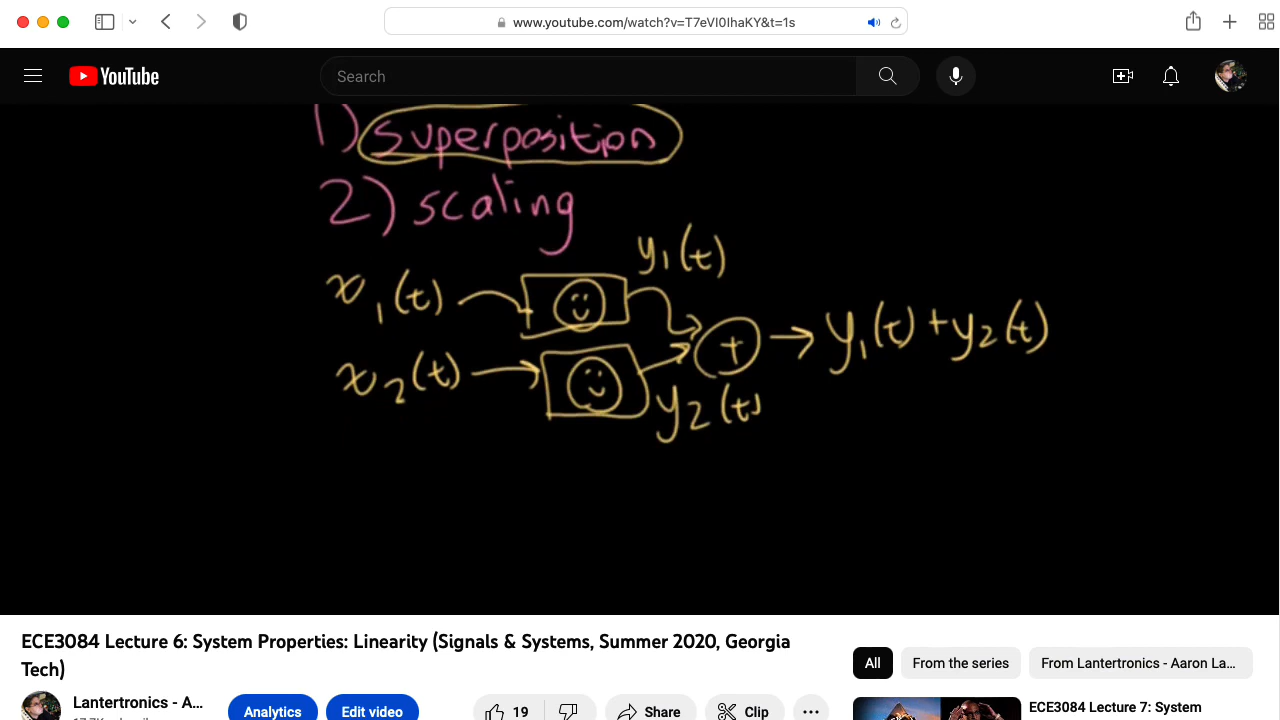 www.youtube.com/watch?v=T7eVI0IhaKY&t=1s
YouTube
Search
1) superposition
2) scaling
y₁(t)
x₁(t)
y₁(t)+y₂(t)
+
x₂(t)
y₂(t)
ECE3084 Lecture 6: System Properties: Linearity (Signals & Systems, Summer 2020, Georgia
Tech)
All
From the series
From Lantertronics - Aaron La...
Lantertronics - A...
Analytics
Edit video
19
Share
Clip
ECE3084 Lecture 7: System